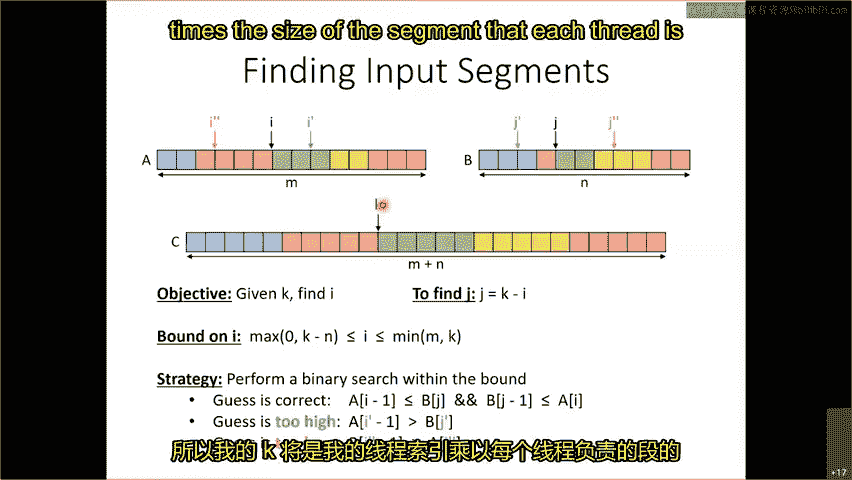 times the size of the segment that each thread is
Finding Input Segments
i" i i'
j' j j"
A
B
m
n
C
m + n
Objective: Given k, find i
To find j: j = k - i
Bound on i: max(0, k - n) ≤ i ≤ min(m, k)
Strategy: Perform a binary search within the bound
• Guess is correct: A[i - 1] ≤ B[j] && B[j - 1] ≤ A[i]
• Guess is too high: A[i' - 1] > B[j']
所以我的 k 将是我的线程索引乘以每个线程负责的段的
+17